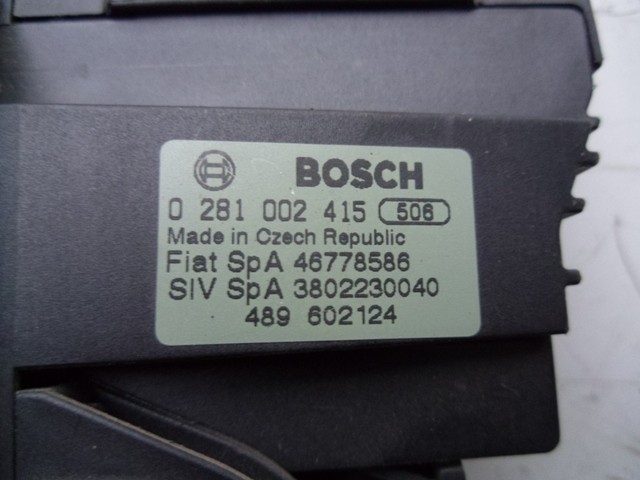 BOSCH
0 281 002 415 506
Made in Czech Republic
Fiat SpA 46778586
SIV SpA 3802230040
489 602124